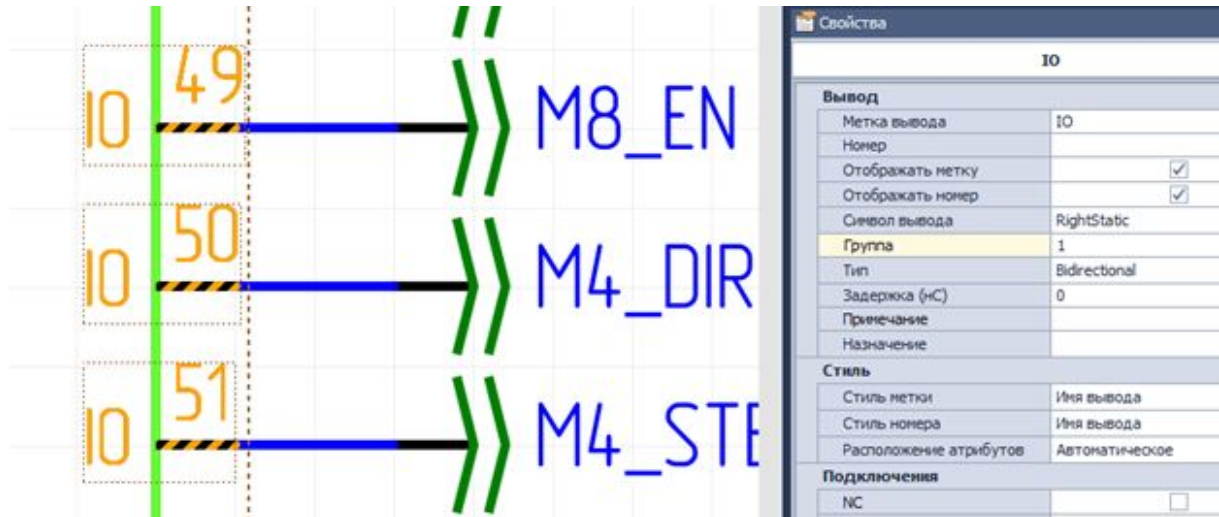 49
IO
M8_EN
50
IO
M4_DIR
51
IO
M4_STE
Свойства
IO
Вывод
Метка вывода IO
Номер
Отображать метку
Отображать номер
Символ вывода RightStatic
Группа 1
Тип Bidirectional
Задержка (нС) 0
Примечание
Назначение
Стиль
Стиль метки Имя вывода
Стиль номера Имя вывода
Расположение атрибутов Автоматическое
Подключения
NC